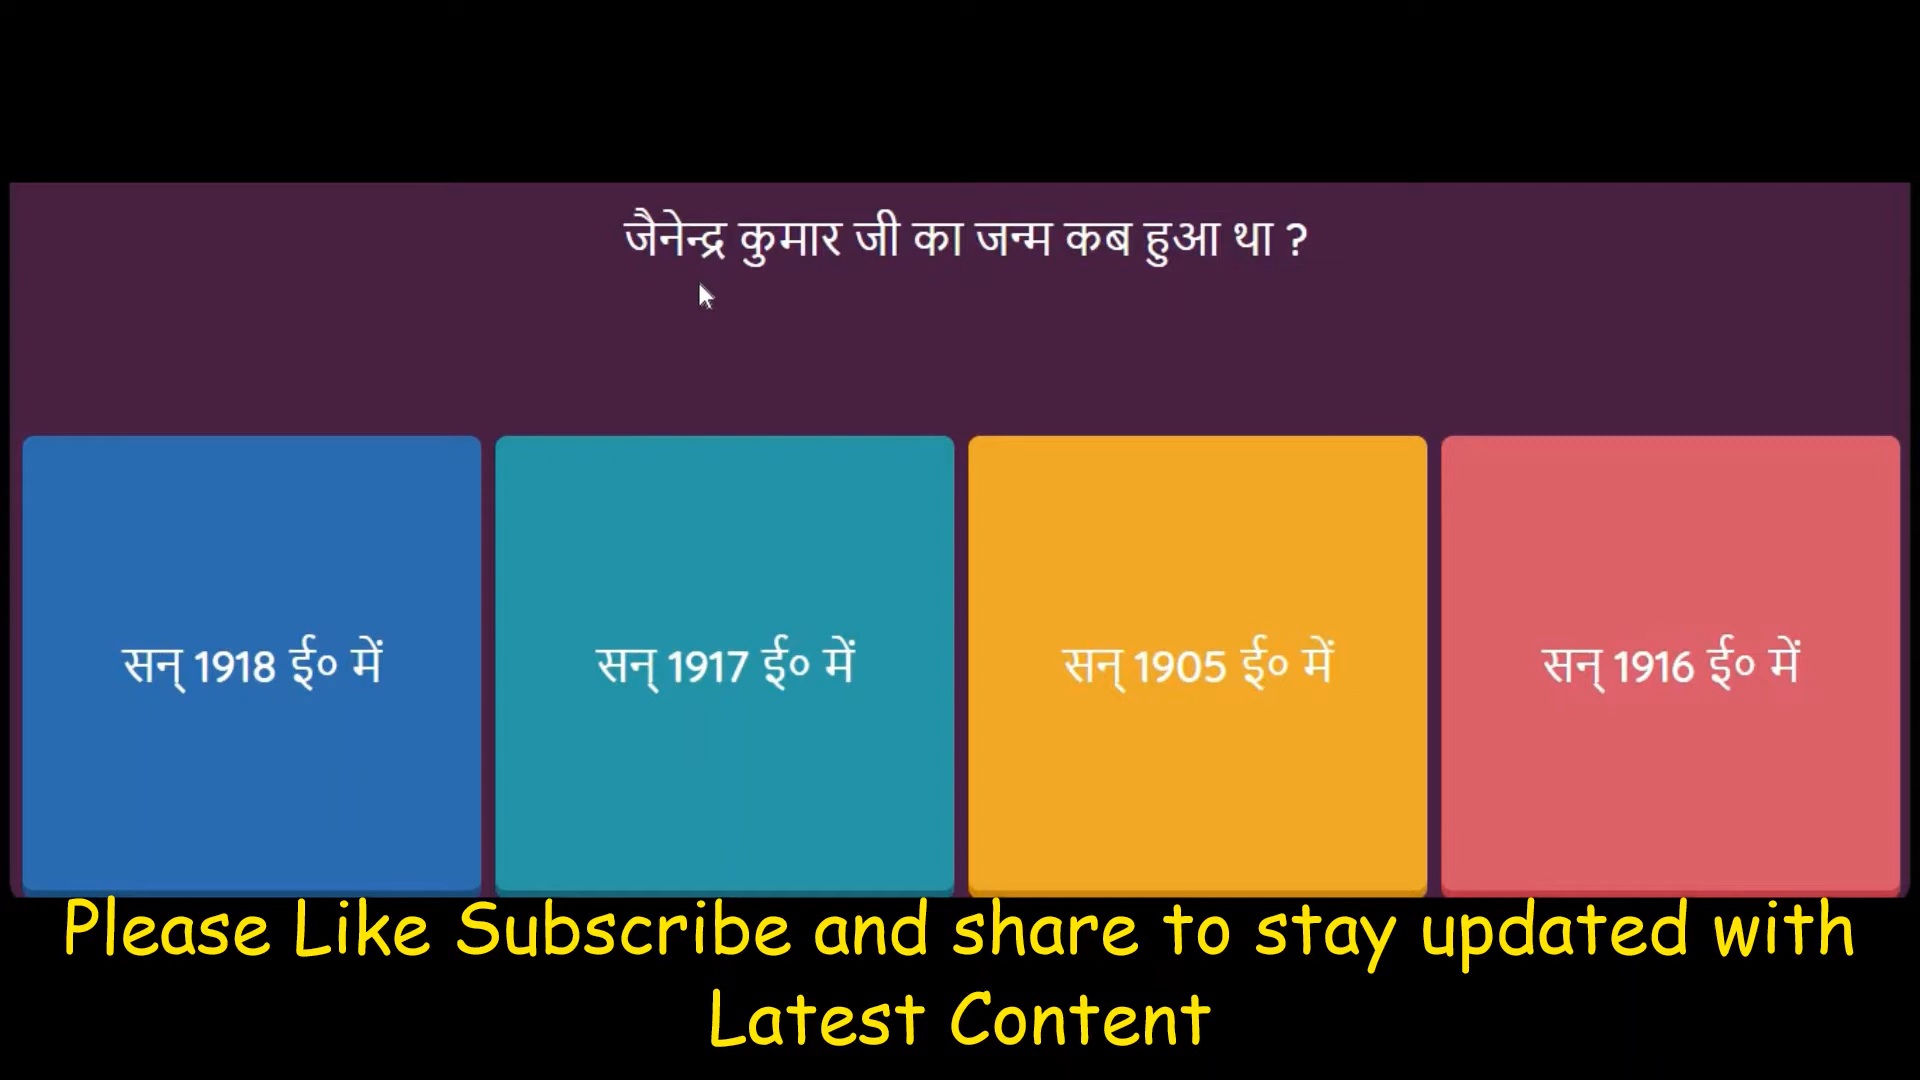 जैनेन्द्र कुमार जी का जन्म कब हुआ था ?
सन् 1918 ई० में
सन् 1917 ई० में
सन् 1905 ई० में
सन् 1916 ई० में
Please Like Subscribe and share to stay updated with
Latest Content